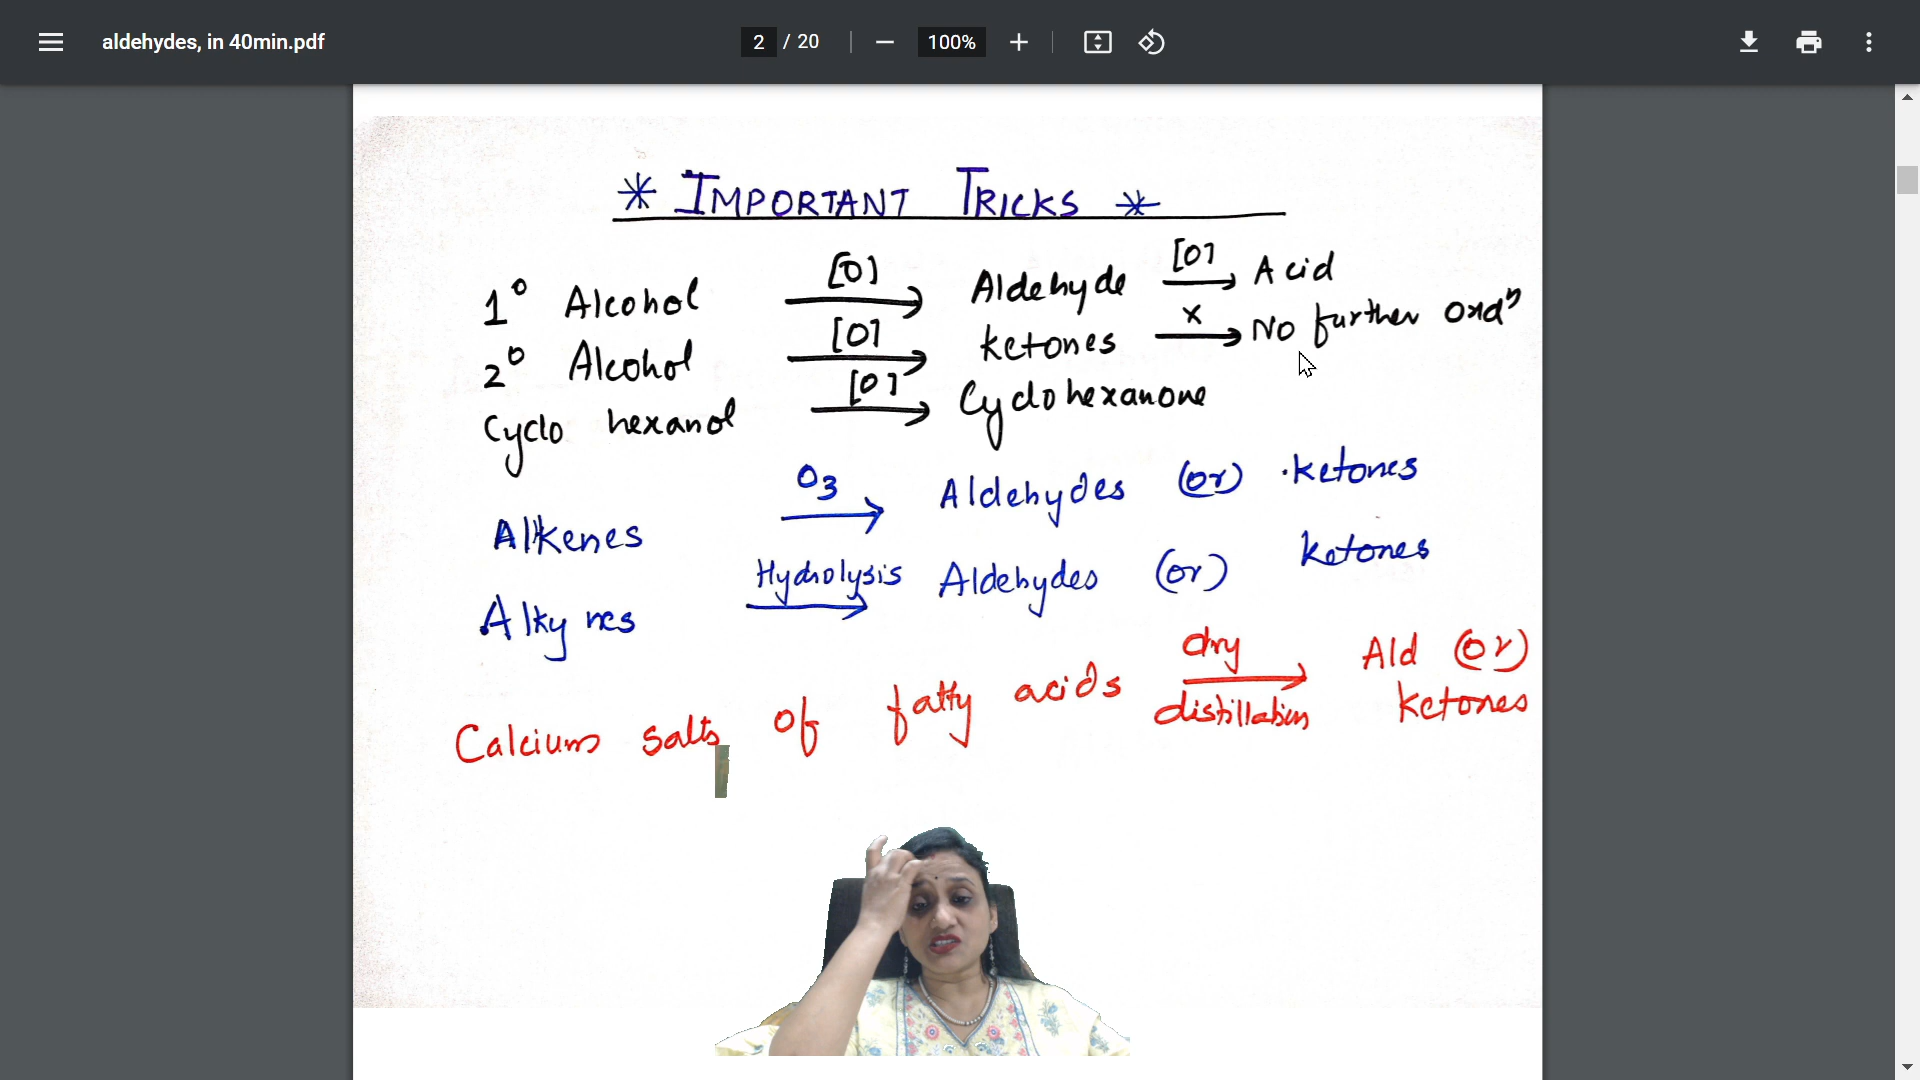 aldehydes, in 40min.pdf
2 / 20
100%
* IMPORTANT TRICKS *
1° Alcohol [O] Aldehyde [O] Acid
2° Alcohol [O] ketones x No further Oxdⁿ
Cyclo hexanol [O] Cyclohexanone
Alkenes O3 Aldehydes (or) ketones
Alkynes Hydrolysis Aldehydes (or) ketones
Calcium salts of fatty acids dry distillation Ald (or) ketones